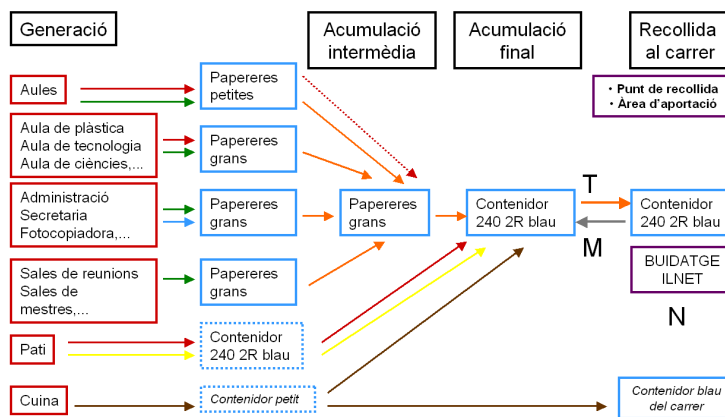 Generació
Acumulació
intermèdia
Acumulació
final
Recollida
al carrer
Aules
Papereres
petites
• Punt de recollida
• Àrea d'aportació
Aula de plàstica
Aula de tecnologia
Aula de ciències,...
Papereres
grans
Administració
Secretaria
Fotocopiadora,...
Papereres
grans
Papereres
grans
Contenidor
240 2R blau
T
M
Contenidor
240 2R blau
Sales de reunions
Sales de
mestres,...
Papereres
grans
BUIDATGE
ILNET
N
Pati
Contenidor
240 2R blau
Cuina
Contenidor petit
Contenidor blau
del carrer